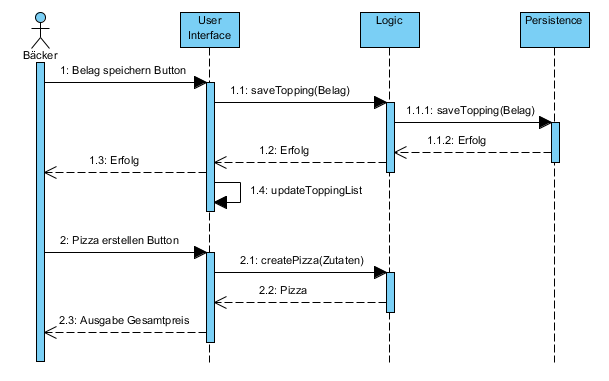 User
Interface
Logic
Persistence
Bäcker
1: Belag speichern Button
1.1: saveTopping(Belag)
1.1.1: saveTopping(Belag)
1.1.2: Erfolg
1.2: Erfolg
1.3: Erfolg
1.4: updateToppingList
2: Pizza erstellen Button
2.1: createPizza(Zutaten)
2.2: Pizza
2.3: Ausgabe Gesamtpreis